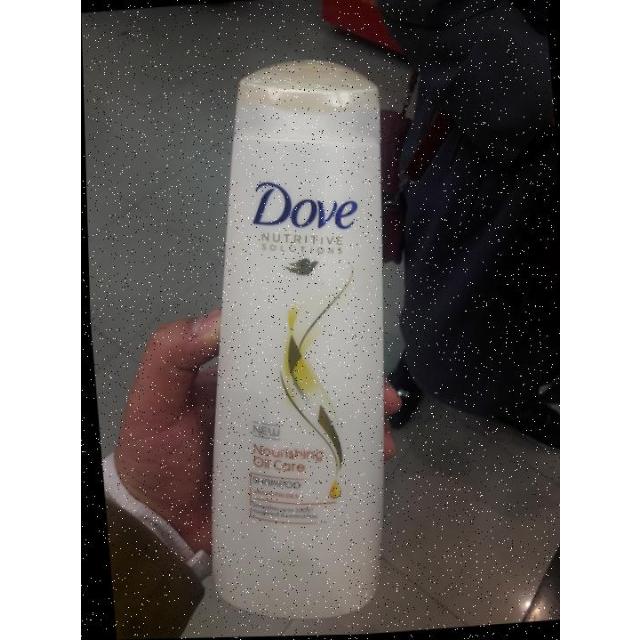 Dove
NUTRITIVE
SOLUTIONS
NEW
Nourishing
Oil Care
SHAMPOO